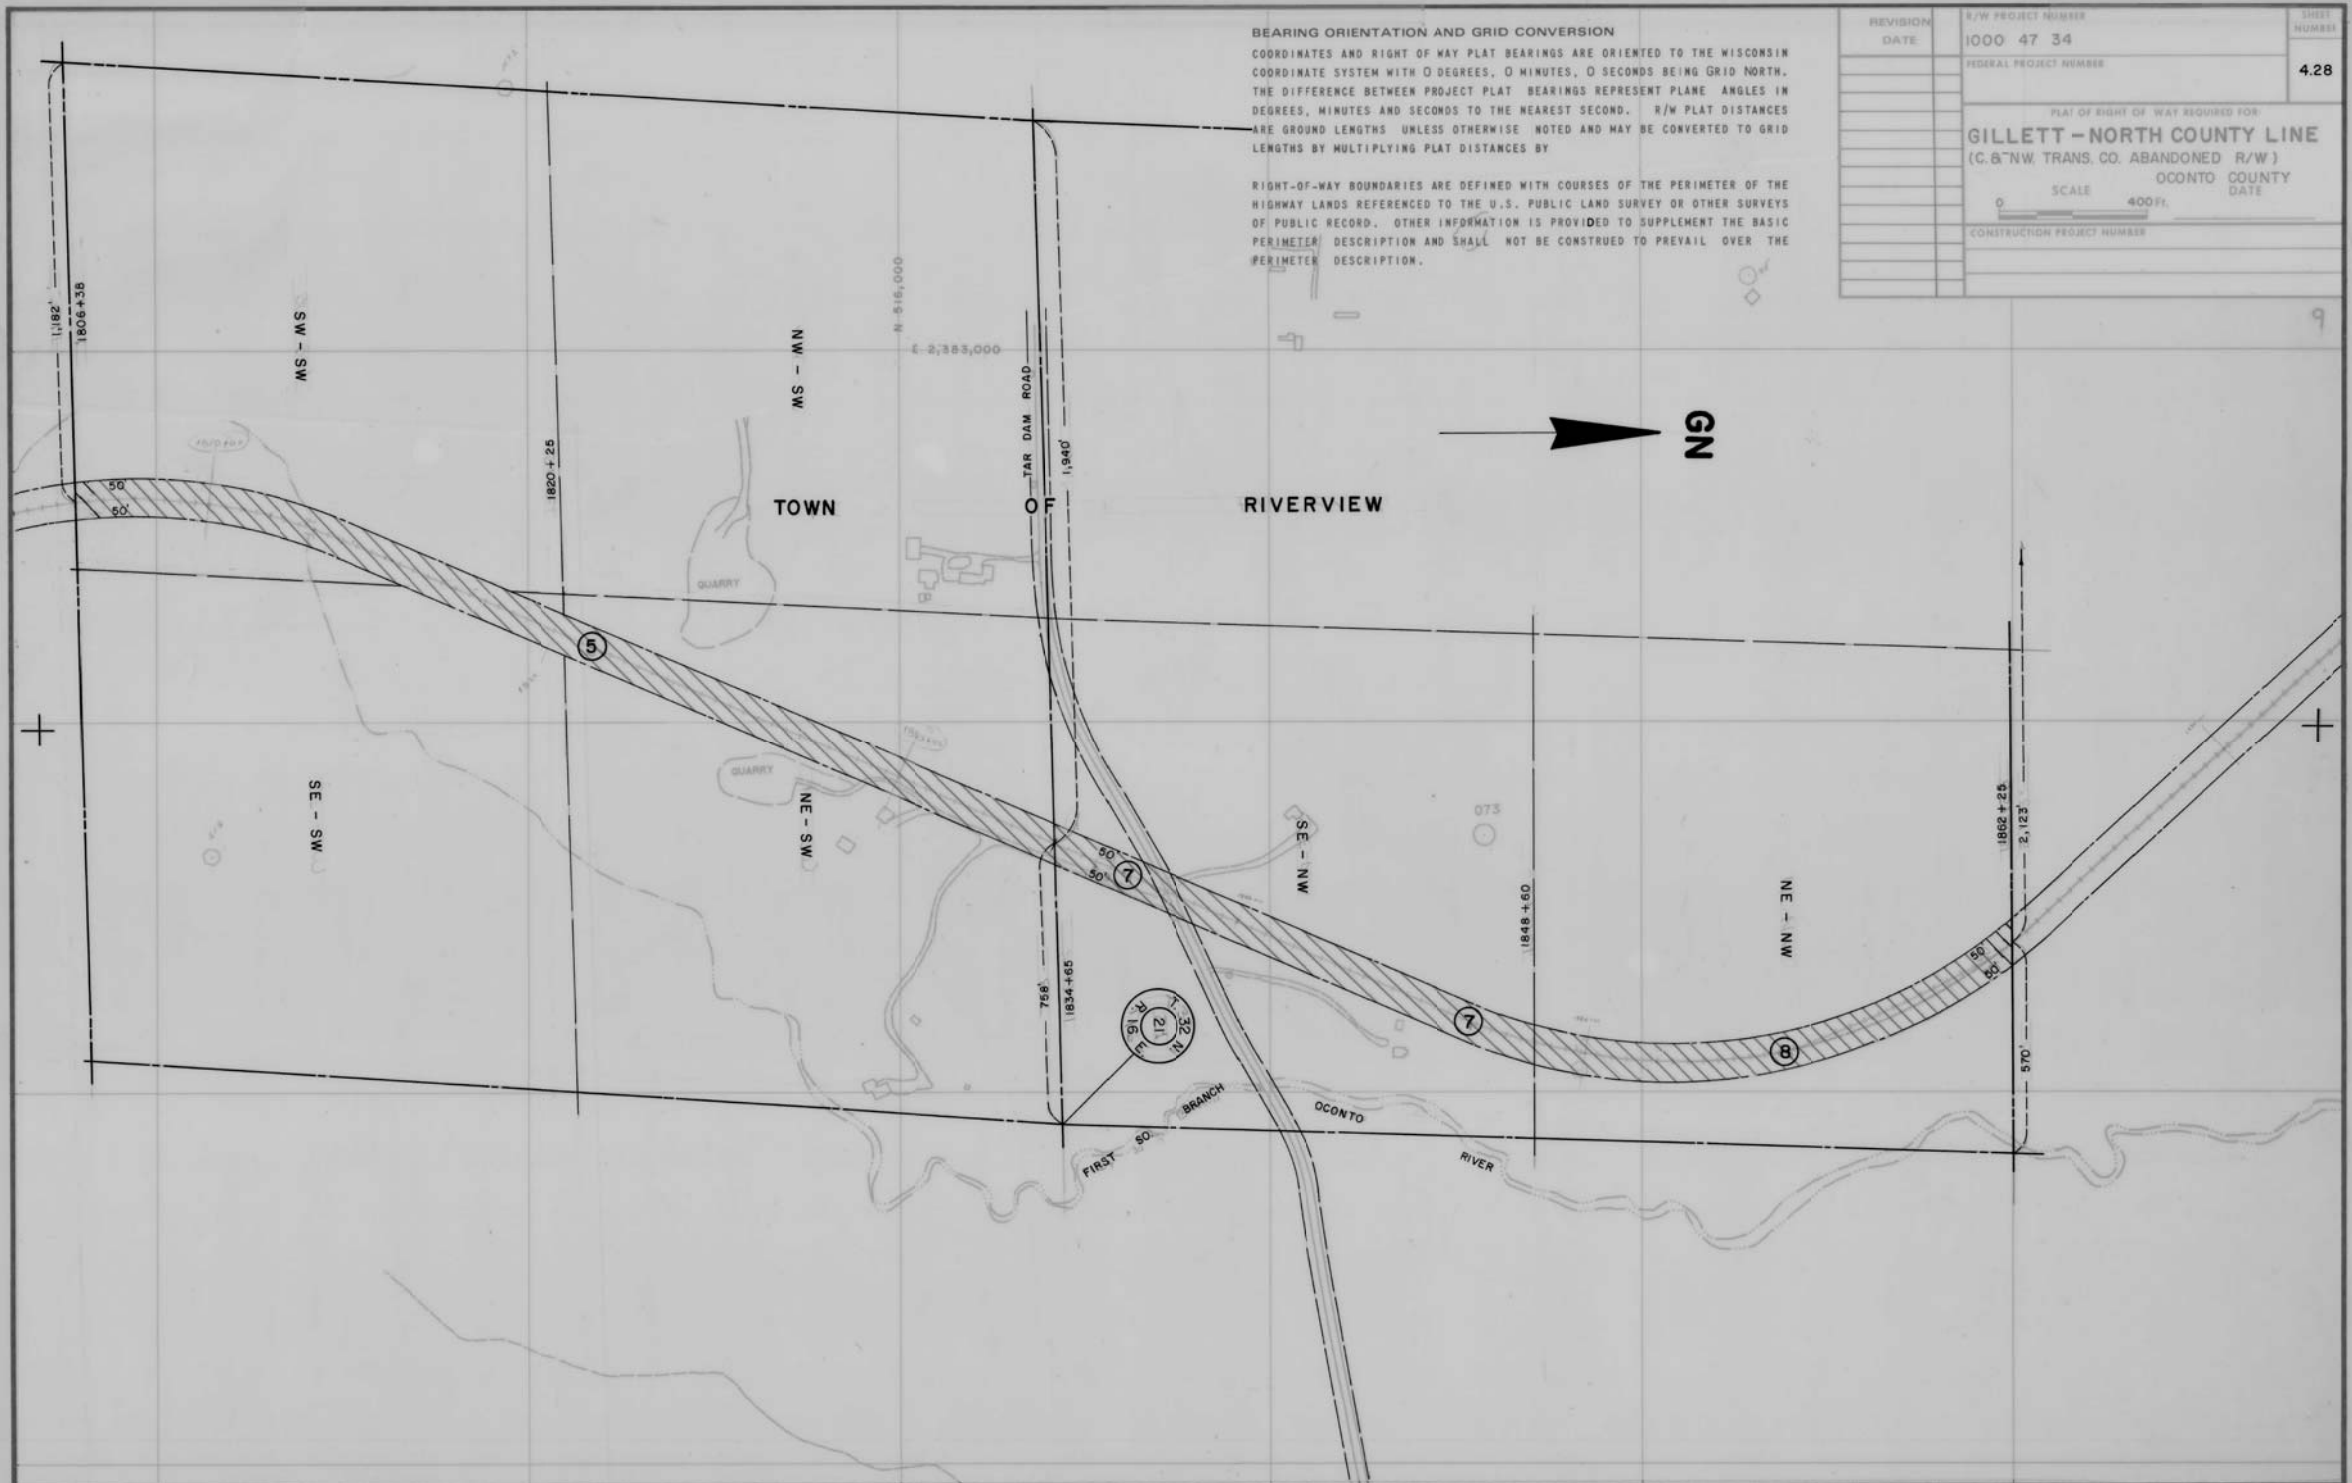 BEARING ORIENTATION AND GRID CONVERSION
COORDINATES AND RIGHT OF WAY PLAT BEARINGS ARE ORIENTED TO THE WISCONSIN
COORDINATE SYSTEM WITH 0 DEGREES, 0 MINUTES, 0 SECONDS BEING GRID NORTH.
THE DIFFERENCE BETWEEN PROJECT PLAT BEARINGS REPRESENT PLANE ANGLES IN
DEGREES, MINUTES AND SECONDS TO THE NEAREST SECOND. R/W PLAT DISTANCES
ARE GROUND LENGTHS UNLESS OTHERWISE NOTED AND MAY BE CONVERTED TO GRID
LENGTHS BY MULTIPLYING PLAT DISTANCES BY
RIGHT-OF-WAY BOUNDARIES ARE DEFINED WITH COURSES OF THE PERIMETER OF THE
HIGHWAY LANDS REFERENCED TO THE U.S. PUBLIC LAND SURVEY OR OTHER SURVEYS
OF PUBLIC RECORD. OTHER INFORMATION IS PROVIDED TO SUPPLEMENT THE BASIC
PERIMETER DESCRIPTION AND SHALL NOT BE CONSTRUED TO PREVAIL OVER THE
PERIMETER DESCRIPTION.
REVISION
DATE
R/W PROJECT NUMBER
1000 47 34
SHEET
NUMBER
4.28
FEDERAL PROJECT NUMBER
PLAT OF RIGHT OF WAY REQUIRED FOR
GILLETT-NORTH COUNTY LINE
(C.&NW. TRANS. CO. ABANDONED R/W)
OCONTO COUNTY
SCALE
DATE
0 400 Ft.
CONSTRUCTION PROJECT NUMBER
9
1,182'
1806+38
SW - SW
NW - SW
N 516,000
E 2,383,000
TAR DAM ROAD
1,940'
GN
1820+25
50'
50'
TOWN OF RIVERVIEW
QUARRY
5
QUARRY
SE - SW
NE - SW
SE - NW
073
NE - NW
1862+25
2,123'
50'
50'
7
1848+60
50'
50'
758'
1834+65
T. 32 N.
21
R. 16 E.
7
8
570'
FIRST SO. BRANCH OCONTO RIVER